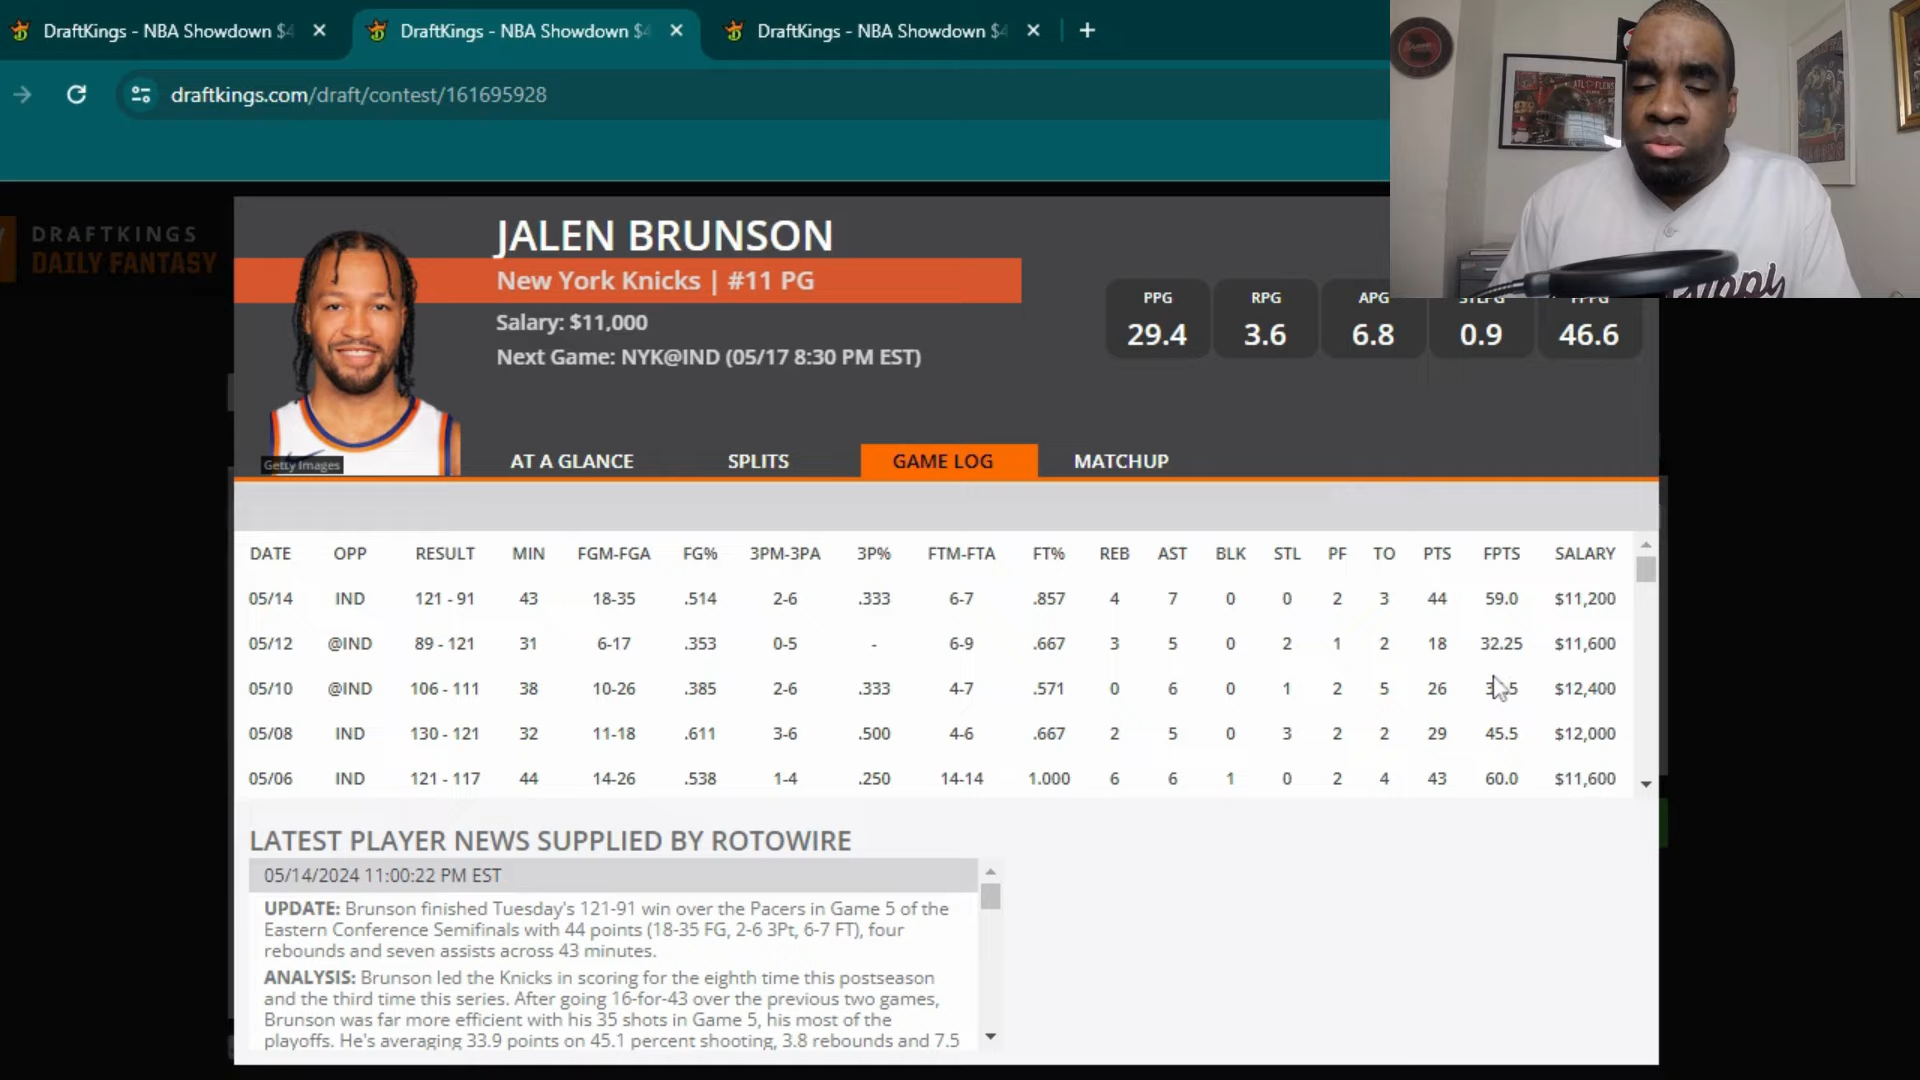 DraftKings - NBA Showdown $
DraftKings - NBA Showdown $
DraftKings - NBA Showdown $
draftkings.com/draft/contest/161695928
DRAFTKINGS
DAILY FANTASY
JALEN BRUNSON
New York Knicks | #11 PG
Salary: $11,000
Next Game: NYK@IND (05/17 8:30 PM EST)
PPG RPG APG
29.4 3.6 6.8 0.9 46.6
Getty Images
AT A GLANCE SPLITS GAME LOG MATCHUP
DATE OPP RESULT MIN FGM-FGA FG% 3PM-3PA 3P% FTM-FTA FT% REB AST BLK STL PF TO PTS FPTS SALARY
05/14 IND 121 - 91 43 18-35 .514 2-6 .333 6-7 .857 4 7 0 0 2 3 44 59.0 $11,200
05/12 @IND 89 - 121 31 6-17 .353 0-5 - 6-9 .667 3 5 0 2 1 2 18 32.25 $11,600
05/10 @IND 106 - 111 38 10-26 .385 2-6 .333 4-7 .571 0 6 0 1 2 5 26 $12,400
05/08 IND 130 - 121 32 11-18 .611 3-6 .500 4-6 .667 2 5 0 3 2 2 29 45.5 $12,000
05/06 IND 121 - 117 44 14-26 .538 1-4 .250 14-14 1.000 6 6 1 0 2 4 43 60.0 $11,600
LATEST PLAYER NEWS SUPPLIED BY ROTOWIRE
05/14/2024 11:00:22 PM EST
UPDATE: Brunson finished Tuesday's 121-91 win over the Pacers in Game 5 of the
Eastern Conference Semifinals with 44 points (18-35 FG, 2-6 3Pt, 6-7 FT), four
rebounds and seven assists across 43 minutes.
ANALYSIS: Brunson led the Knicks in scoring for the eighth time this postseason
and the third time this series. After going 16-for-43 over the previous two games,
Brunson was far more efficient with his 35 shots in Game 5, his most of the
playoffs. He's averaging 33.9 points on 45.1 percent shooting, 3.8 rebounds and 7.5